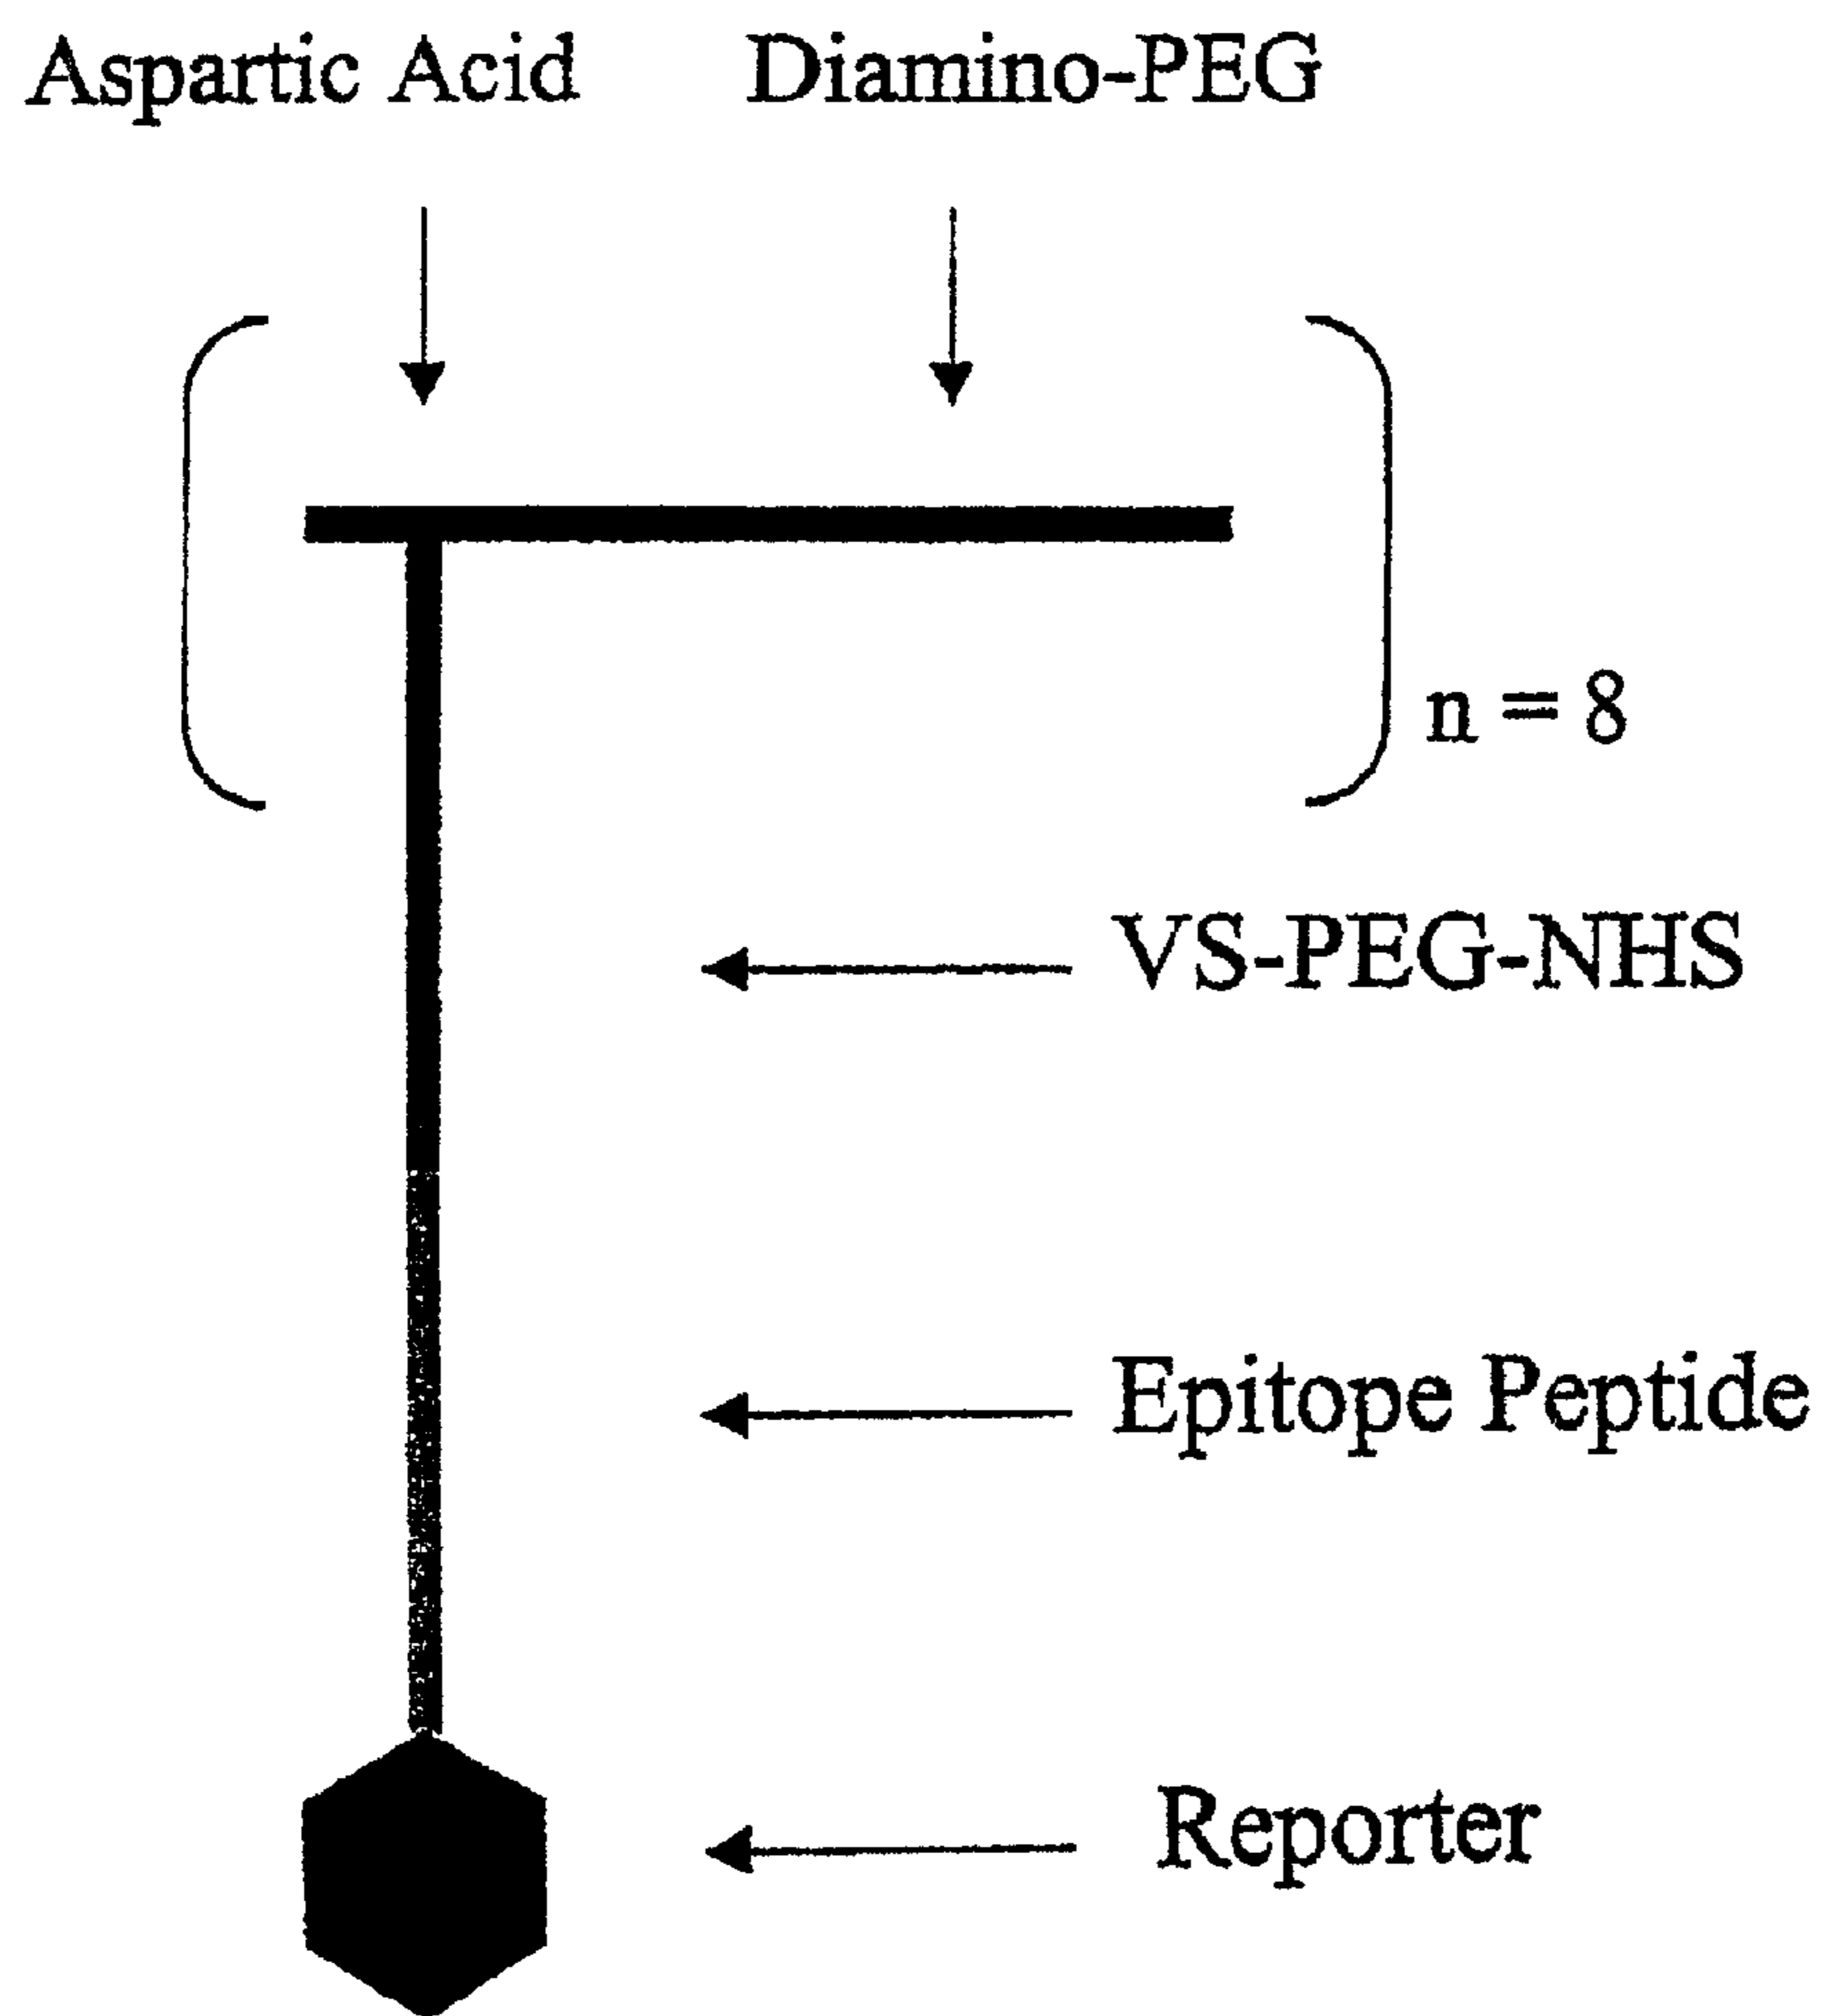 Aspartic Acid Diamino-PEG
n = 8
VS-PEG-NHS
Epitope Peptide
Reporter